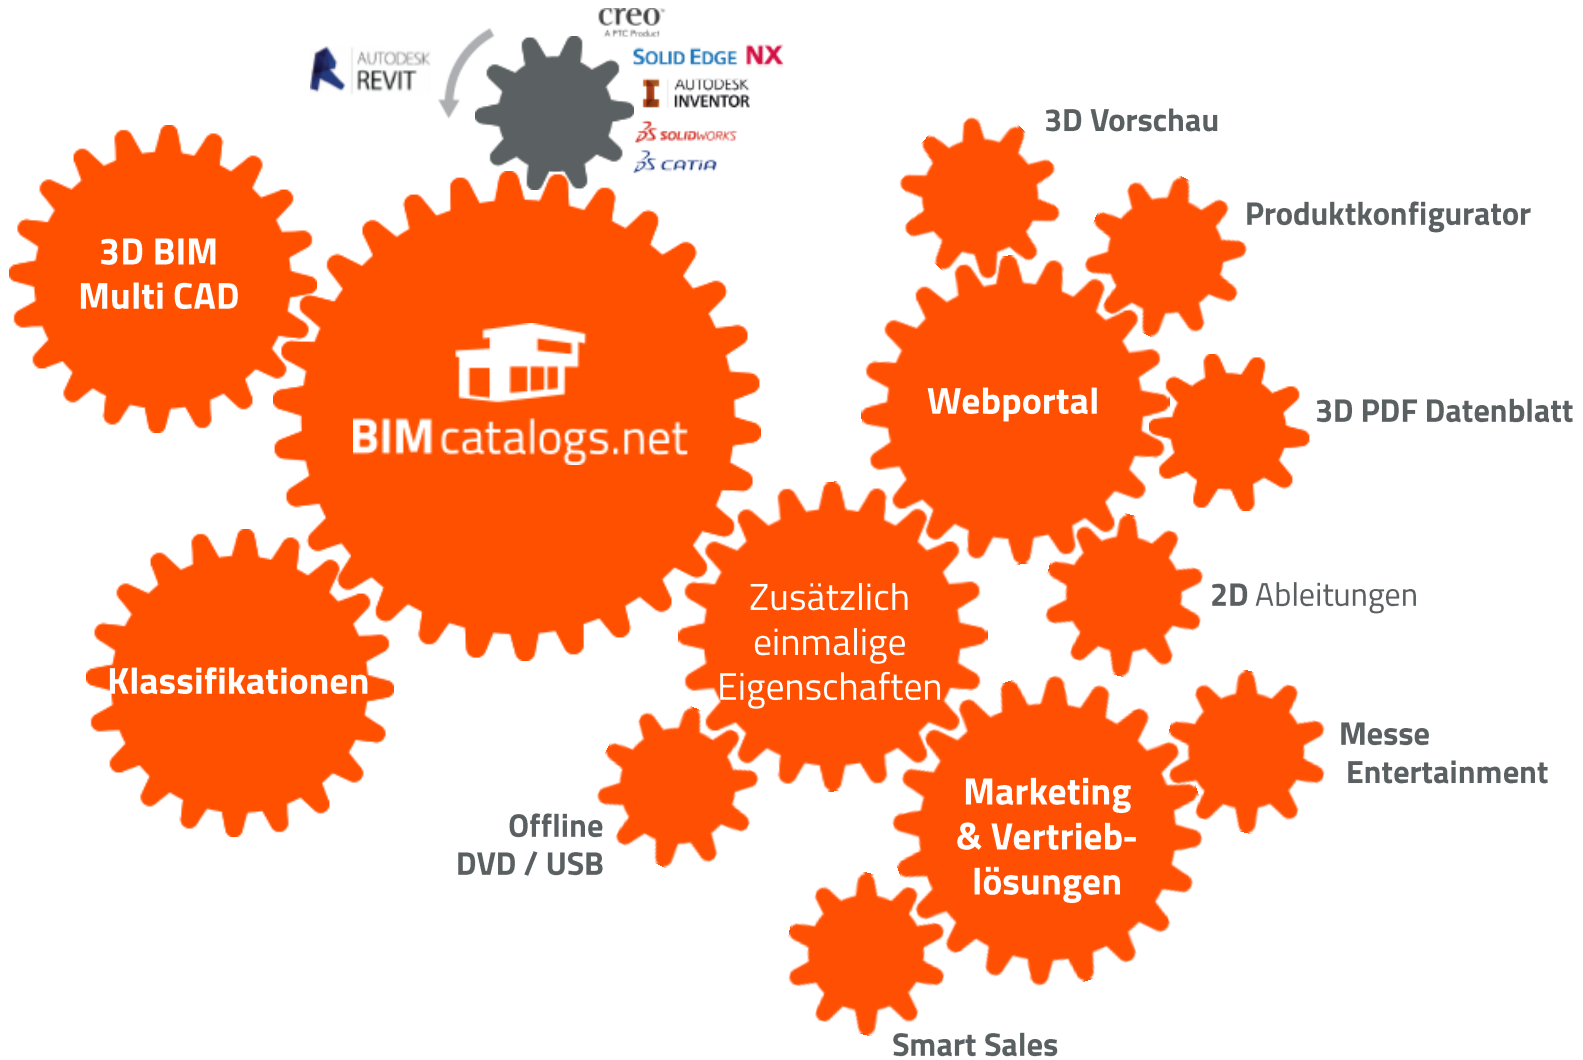 creo
A PTC Product
AUTODESK
REVIT
SOLID EDGE NX
AUTODESK
INVENTOR
SOLIDWORKS
CATIA
3D BIM
Multi CAD
BIMcatalogs.net
Klassifikationen
Zusätzlich
einmalige
Eigenschaften
Webportal
3D Vorschau
Produktkonfigurator
3D PDF Datenblatt
2D Ableitungen
Messe
Entertainment
Marketing
& Vertrieb-
lösungen
Offline
DVD / USB
Smart Sales